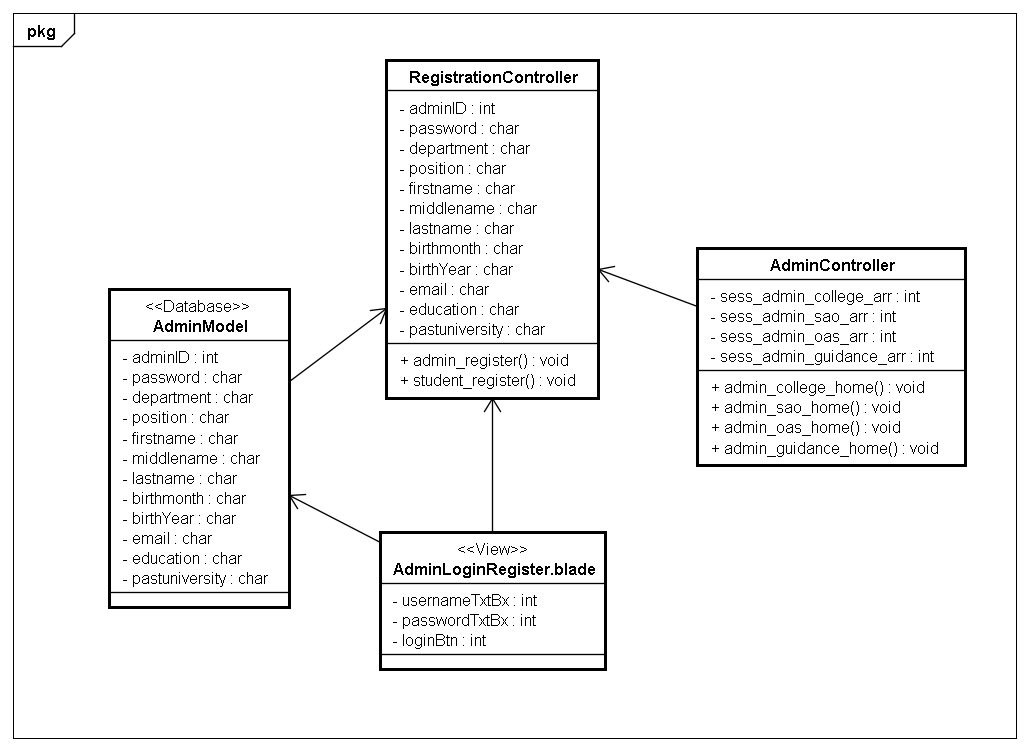 pkg
RegistrationController
- adminID : int
- password : char
- department : char
- position : char
- firstname : char
- middlename : char
- lastname : char
- birthmonth : char
- birthYear : char
- email : char
- education : char
- pastuniversity : char
+ admin_register() : void
+ student_register() : void
AdminController
- sess_admin_college_arr : int
- sess_admin_sao_arr : int
- sess_admin_oas_arr : int
- sess_admin_guidance_arr : int
+ admin_college_home() : void
+ admin_sao_home() : void
+ admin_oas_home() : void
+ admin_guidance_home() : void
<<Database>>
AdminModel
- adminID : int
- password : char
- department : char
- position : char
- firstname : char
- middlename : char
- lastname : char
- birthmonth : char
- birthYear : char
- email : char
- education : char
- pastuniversity : char
<<View>>
AdminLoginRegister.blade
- usernameTxtBx : int
- passwordTxtBx : int
- loginBtn : int